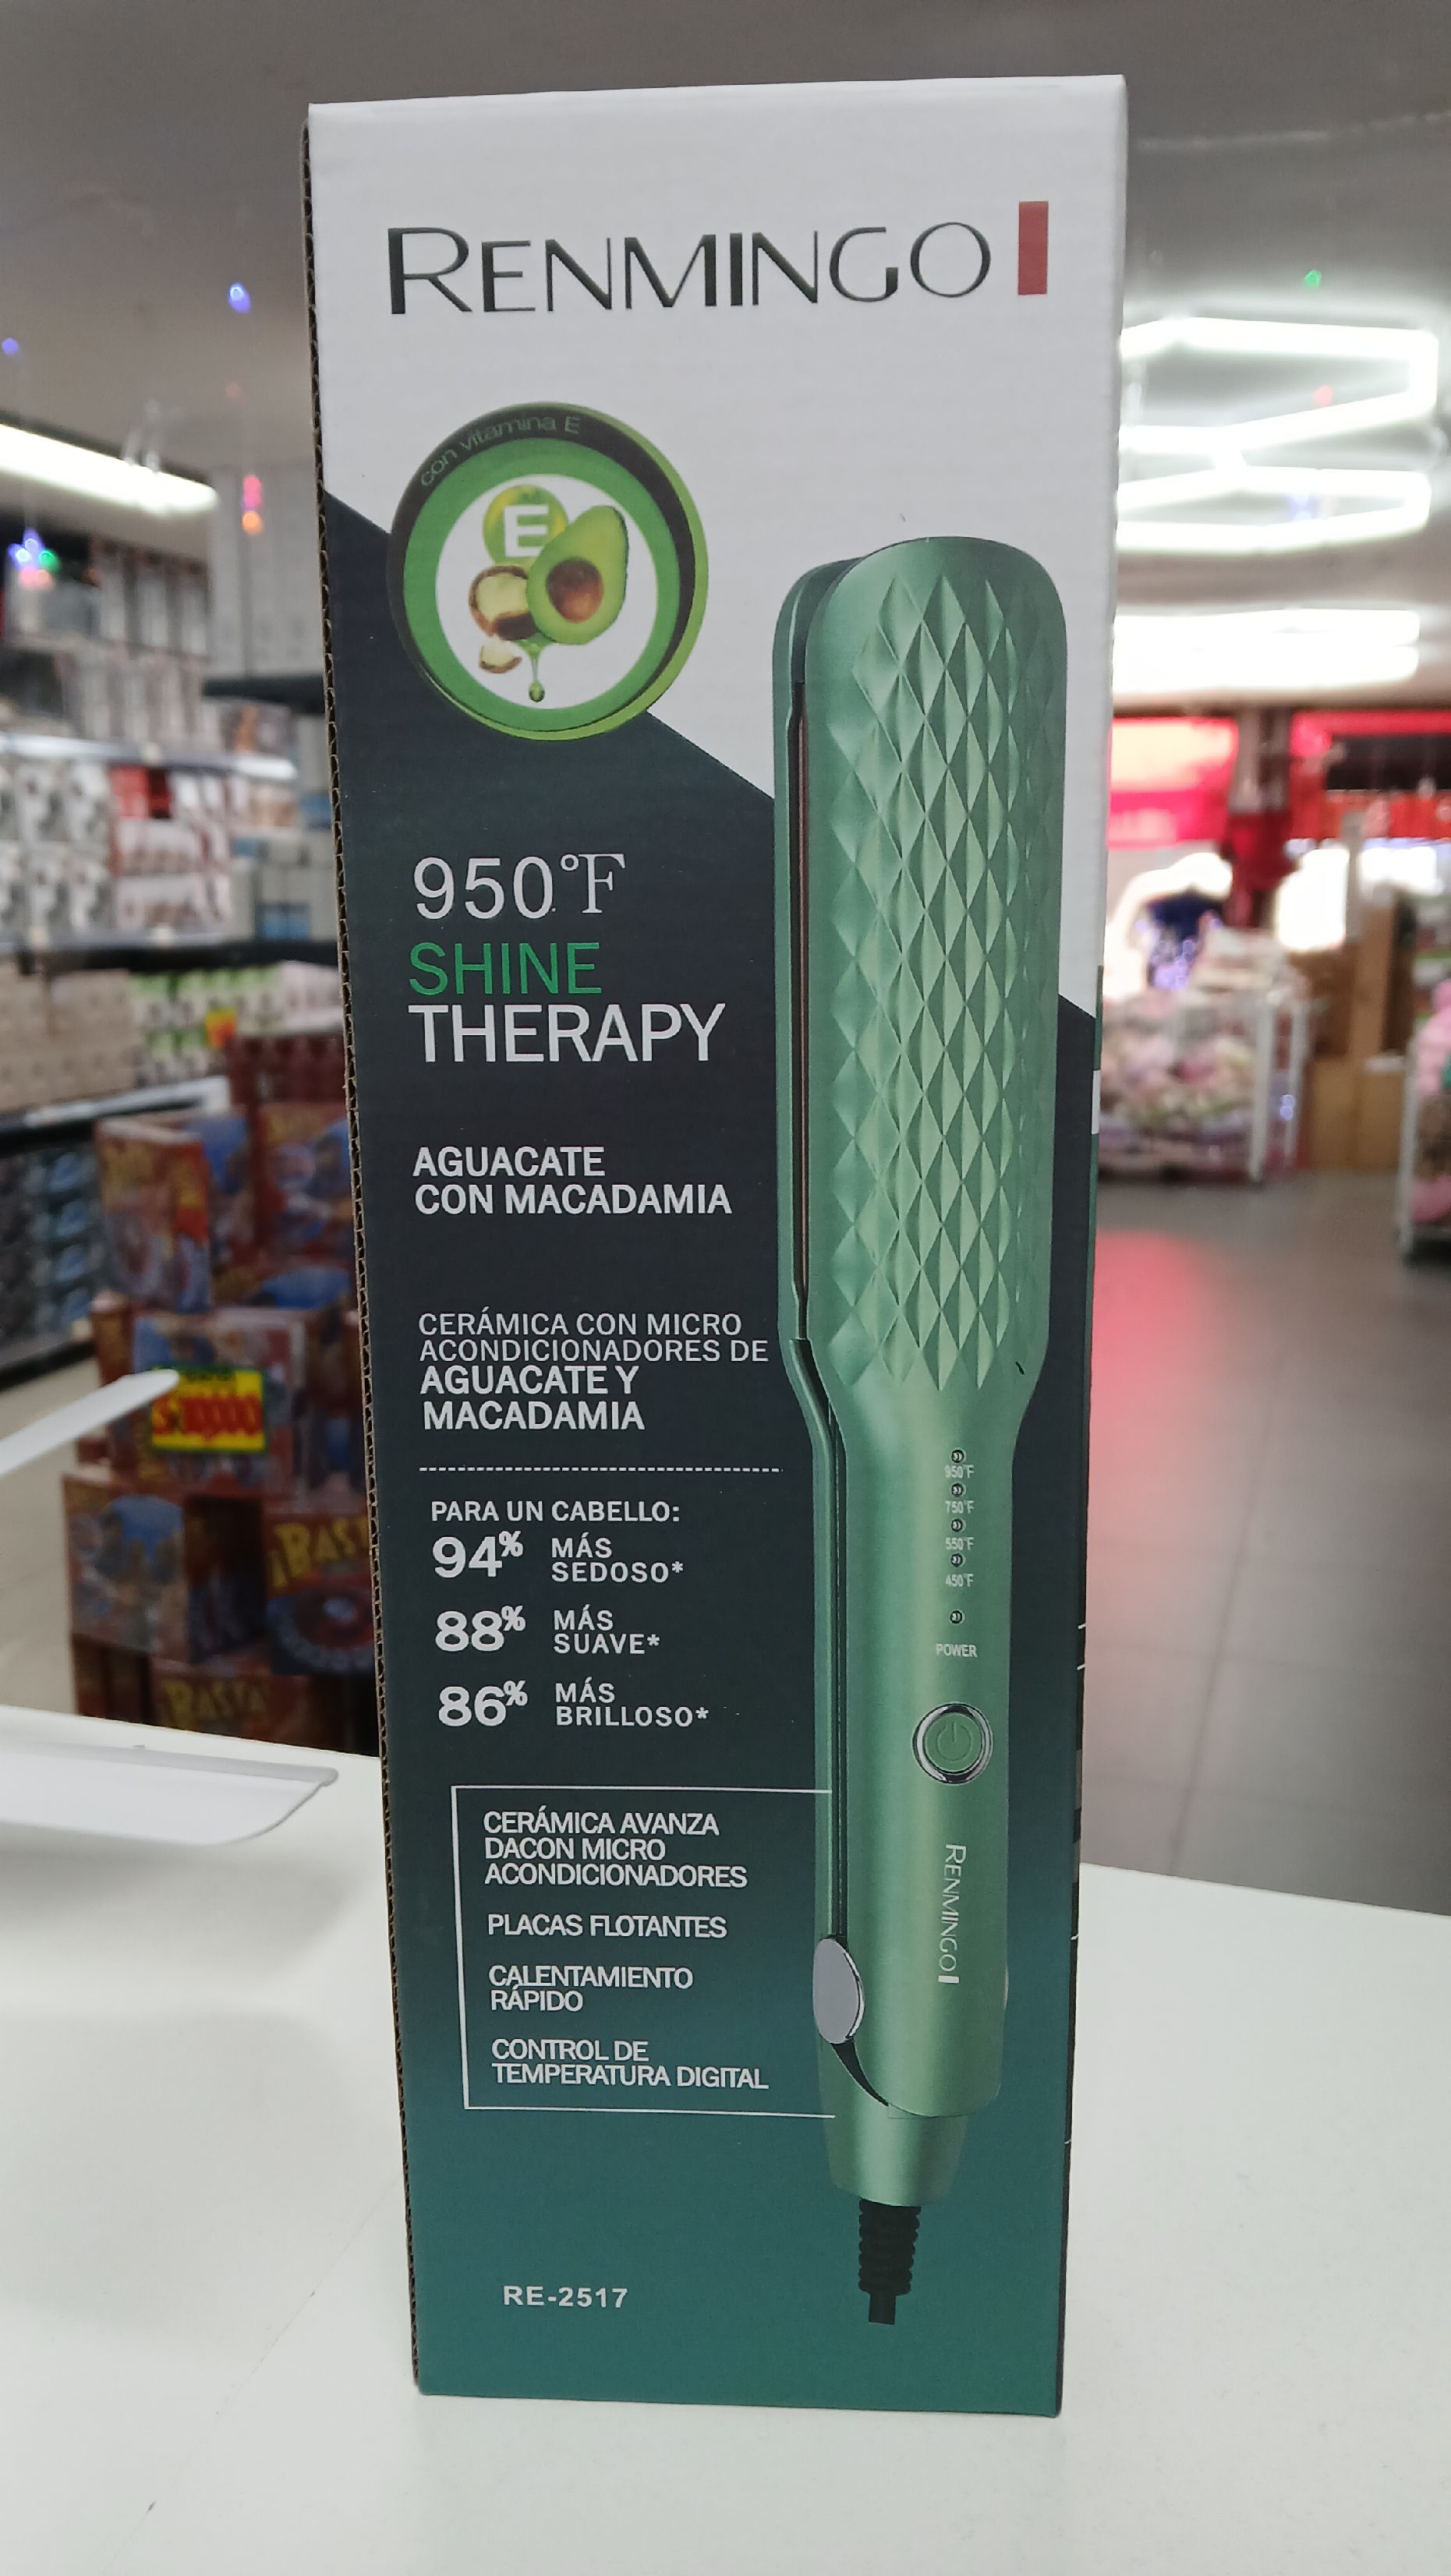 RENMINGO
con vitamina E
E
950°F
SHINE
THERAPY
AGUACATE
CON MACADAMIA
CERÁMICA CON MICRO
ACONDICIONADORES DE
AGUACATE Y
MACADAMIA
PARA UN CABELLO:
94% MÁS
SEDOSO*
88% MÁS
SUAVE*
86% MÁS
BRILLOSO*
CERÁMICA AVANZA
DACON MICRO
ACONDICIONADORES
PLACAS FLOTANTES
CALENTAMIENTO
RÁPIDO
CONTROL DE
TEMPERATURA DIGITAL
RE-2517
950°F
750°F
550°F
450°F
POWER
RENMINGO
¡BASTA
BASTA